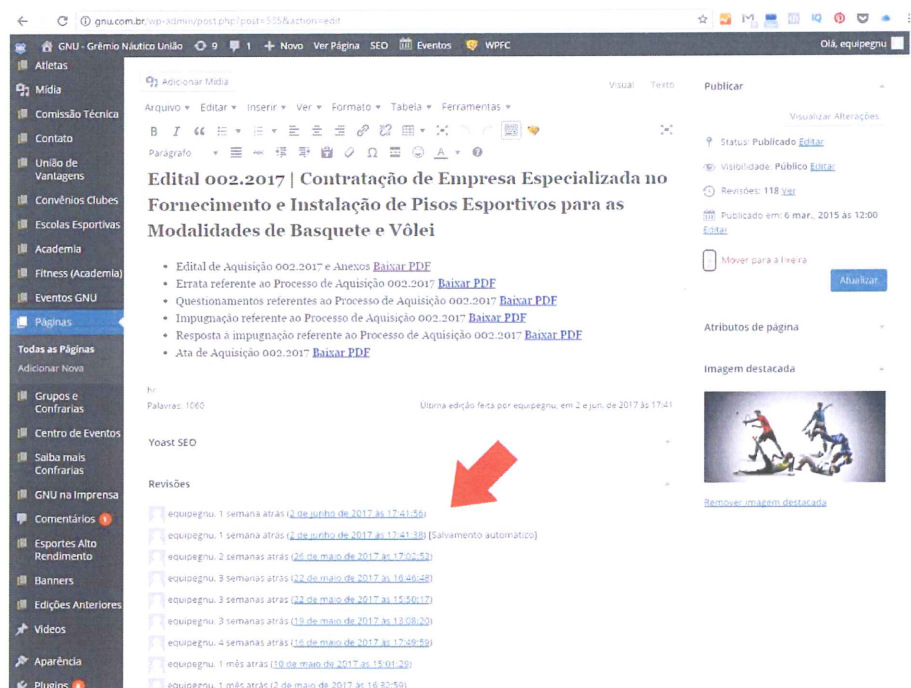 gnu.com.br/wp-admin/post.php?post=505&action=edit
GNU - Grêmio Náutico União 9 1 + Novo Ver Página SEO Eventos WPFC Olá, equipegnu
Atletas
Mídia
Comissão Técnica
Contato
União de
Vantagens
Convênios Clubes
Escolas Esportivas
Academia
Fitness (Academia)
Eventos GNU
Páginas
Todas as Páginas
Adicionar Nova
Grupos e
Confrarias
Centro de Eventos
Saiba mais
Confrarias
GNU na Imprensa
Comentários 1
Esportes Alto
Rendimento
Banners
Edições Anteriores
Videos
Aparência
Plugins
Adicionar Mídia
Visual Texto
Arquivo Editar Inserir Ver Formato Tabela Ferramentas
Parágrafo
Edital 002.2017 | Contratação de Empresa Especializada no
Fornecimento e Instalação de Pisos Esportivos para as
Modalidades de Basquete e Vôlei
• Edital de Aquisição 002.2017 e Anexos Baixar PDF
• Errata referente ao Processo de Aquisição 002.2017 Baixar PDF
• Questionamentos referentes ao Processo de Aquisição 002.2017 Baixar PDF
• Impugnação referente ao Processo de Aquisição 002.2017 Baixar PDF
• Resposta à impugnação referente ao Processo de Aquisição 002.2017 Baixar PDF
• Ata de Aquisição 002.2017 Baixar PDF
hr
Palavras: 1060 Última edição feita por equipegnu, em 2 e jun. de 2017 às 17:41
Yoast SEO
Revisões
equipegnu, 1 semana atrás (2 de junho de 2017 às 17:41:56)
equipegnu, 1 semana atrás (2 de junho de 2017 às 17:41:38) [Salvamento automático]
equipegnu, 2 semanas atrás (26 de maio de 2017 às 17:02:52)
equipegnu, 3 semanas atrás (22 de maio de 2017 às 16:46:48)
equipegnu, 3 semanas atrás (22 de maio de 2017 às 15:50:17)
equipegnu, 3 semanas atrás (19 de maio de 2017 às 13:08:20)
equipegnu, 4 semanas atrás (16 de maio de 2017 às 17:49:59)
equipegnu, 1 mês atrás (10 de maio de 2017 às 15:01:29)
equipegnu, 1 mês atrás (2 de maio de 2017 às 16:32:59)
Publicar
Visualizar Alterações
Status: Publicado Editar
Visibilidade: Público Editar
Revisões: 118 Ver
Publicado em: 6 mar., 2015 às 12:00
Editar
Mover para a lixeira
Atualizar
Atributos de página
Imagem destacada
Remover imagem destacada